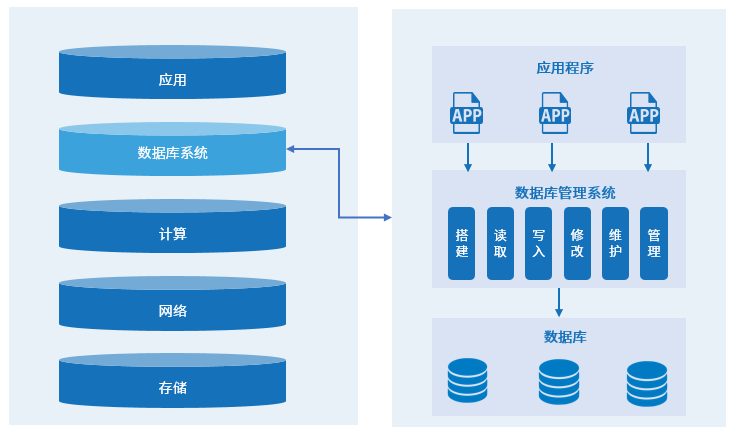 应用
数据库系统
计算
网络
存储
应用程序
APP
APP
APP
数据库管理系统
搭建
读取
写入
修改
维护
管理
数据库